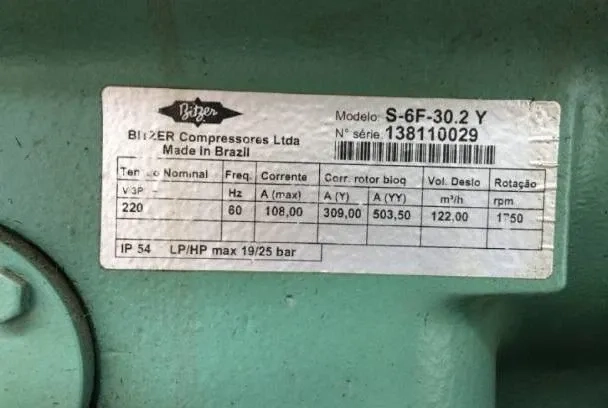 Bitzer
BITZER Compressores Ltda
Made in Brazil
Modelo: S-6F-30.2 Y
N° série: 138110029
Nominal Freq. Corrente Corr. rotor bloq Vol. Deslo Rotação
Hz A (max) A (Y) A (YY) m³/h rpm
220 60 108,00 309,00 503,50 122,00 1750
IP 54 LP/HP max 19/25 bar